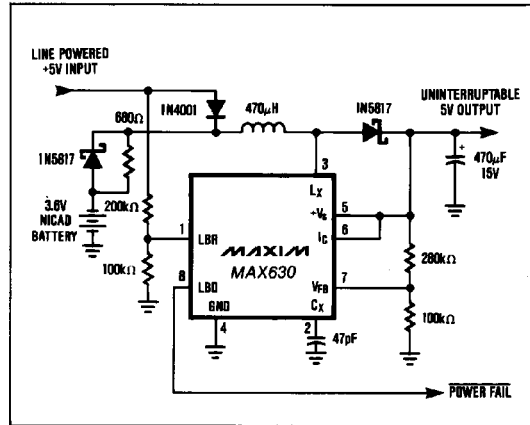 LINE POWERED
+5V INPUT
1N4001
470µH
1N5817
UNINTERRUPTABLE
5V OUTPUT
680Ω
1N5817
3
LX
470µF
15V
+
3.6V
NICAD
BATTERY
200kΩ
+VS
5
1
LBR
MAXIM
MAX630
IC
6
280kΩ
100kΩ
8
LBO
VFB
7
GND
CX
100kΩ
4
2
47pF
POWER FAIL